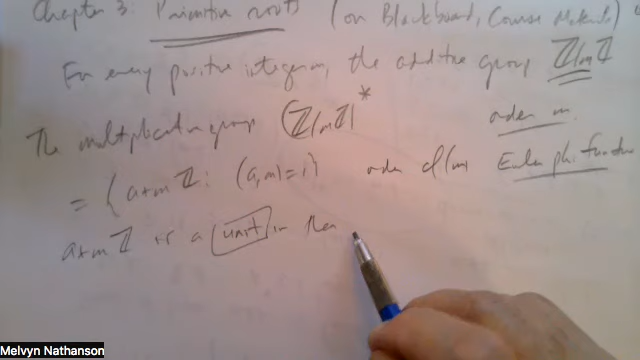 Chapter 3: Primitive roots (on Blackboard, Course Materials)
For every positive integer m, the additive group ℤ/mℤ
order m.
The multiplicative group (ℤ/mℤ)*
= { a+mℤ : (a,m)=1} order φ(m) Euler phi function
a+mℤ is a unit in the
Melvyn Nathanson